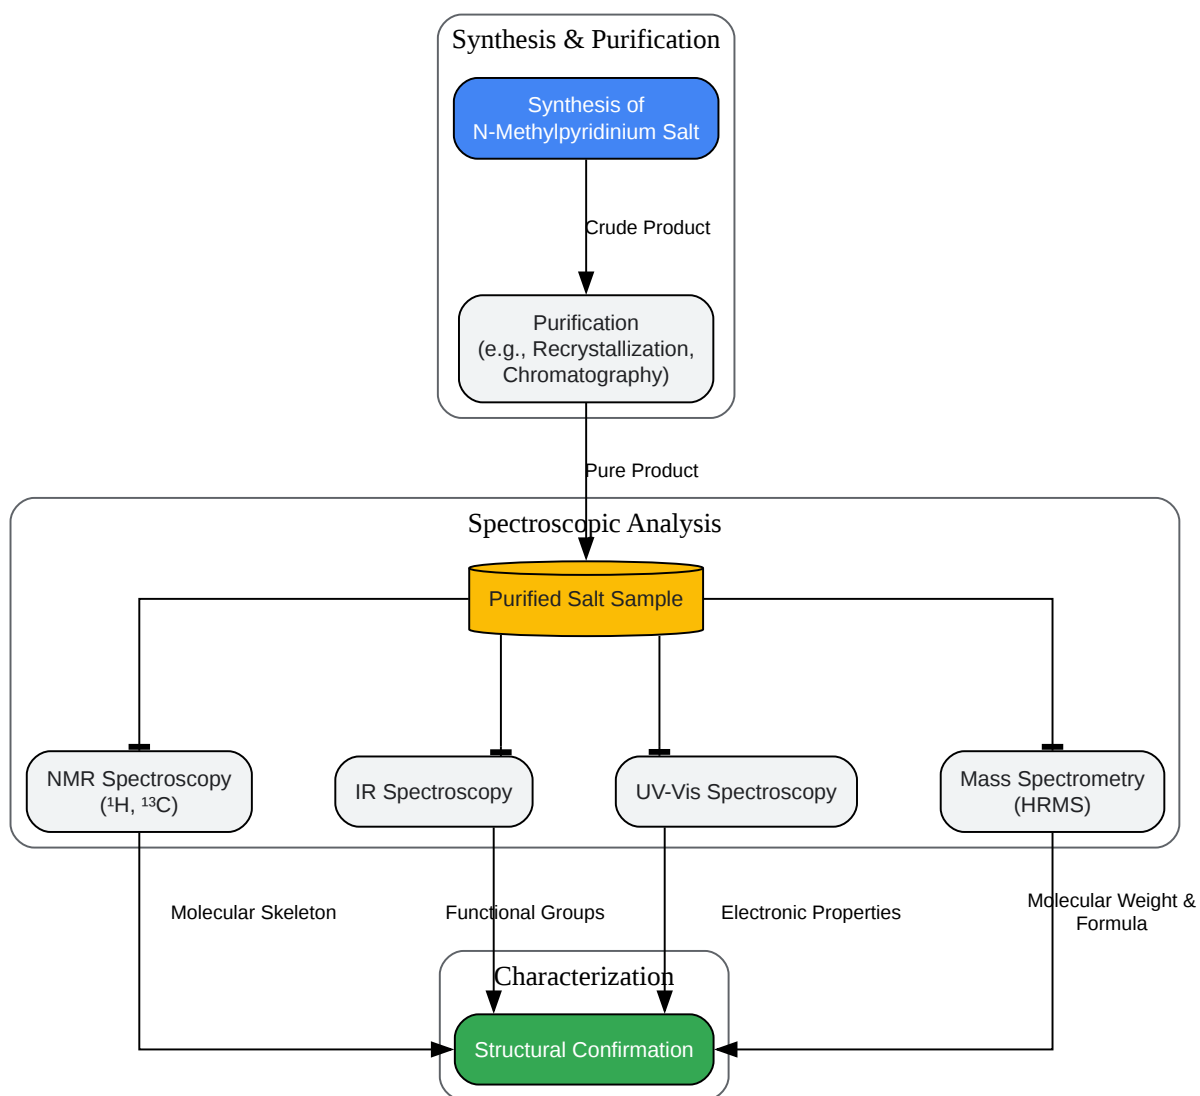 Synthesis & Purification
Synthesis of
N-Methylpyridinium Salt
Crude Product
Purification
(e.g., Recrystallization,
Chromatography)
Pure Product
Spectroscopic Analysis
Purified Salt Sample
NMR Spectroscopy
(¹H, ¹³C)
IR Spectroscopy
UV-Vis Spectroscopy
Mass Spectrometry
(HRMS)
Molecular Skeleton
Functional Groups
Electronic Properties
Molecular Weight &
Formula
Characterization
Structural Confirmation